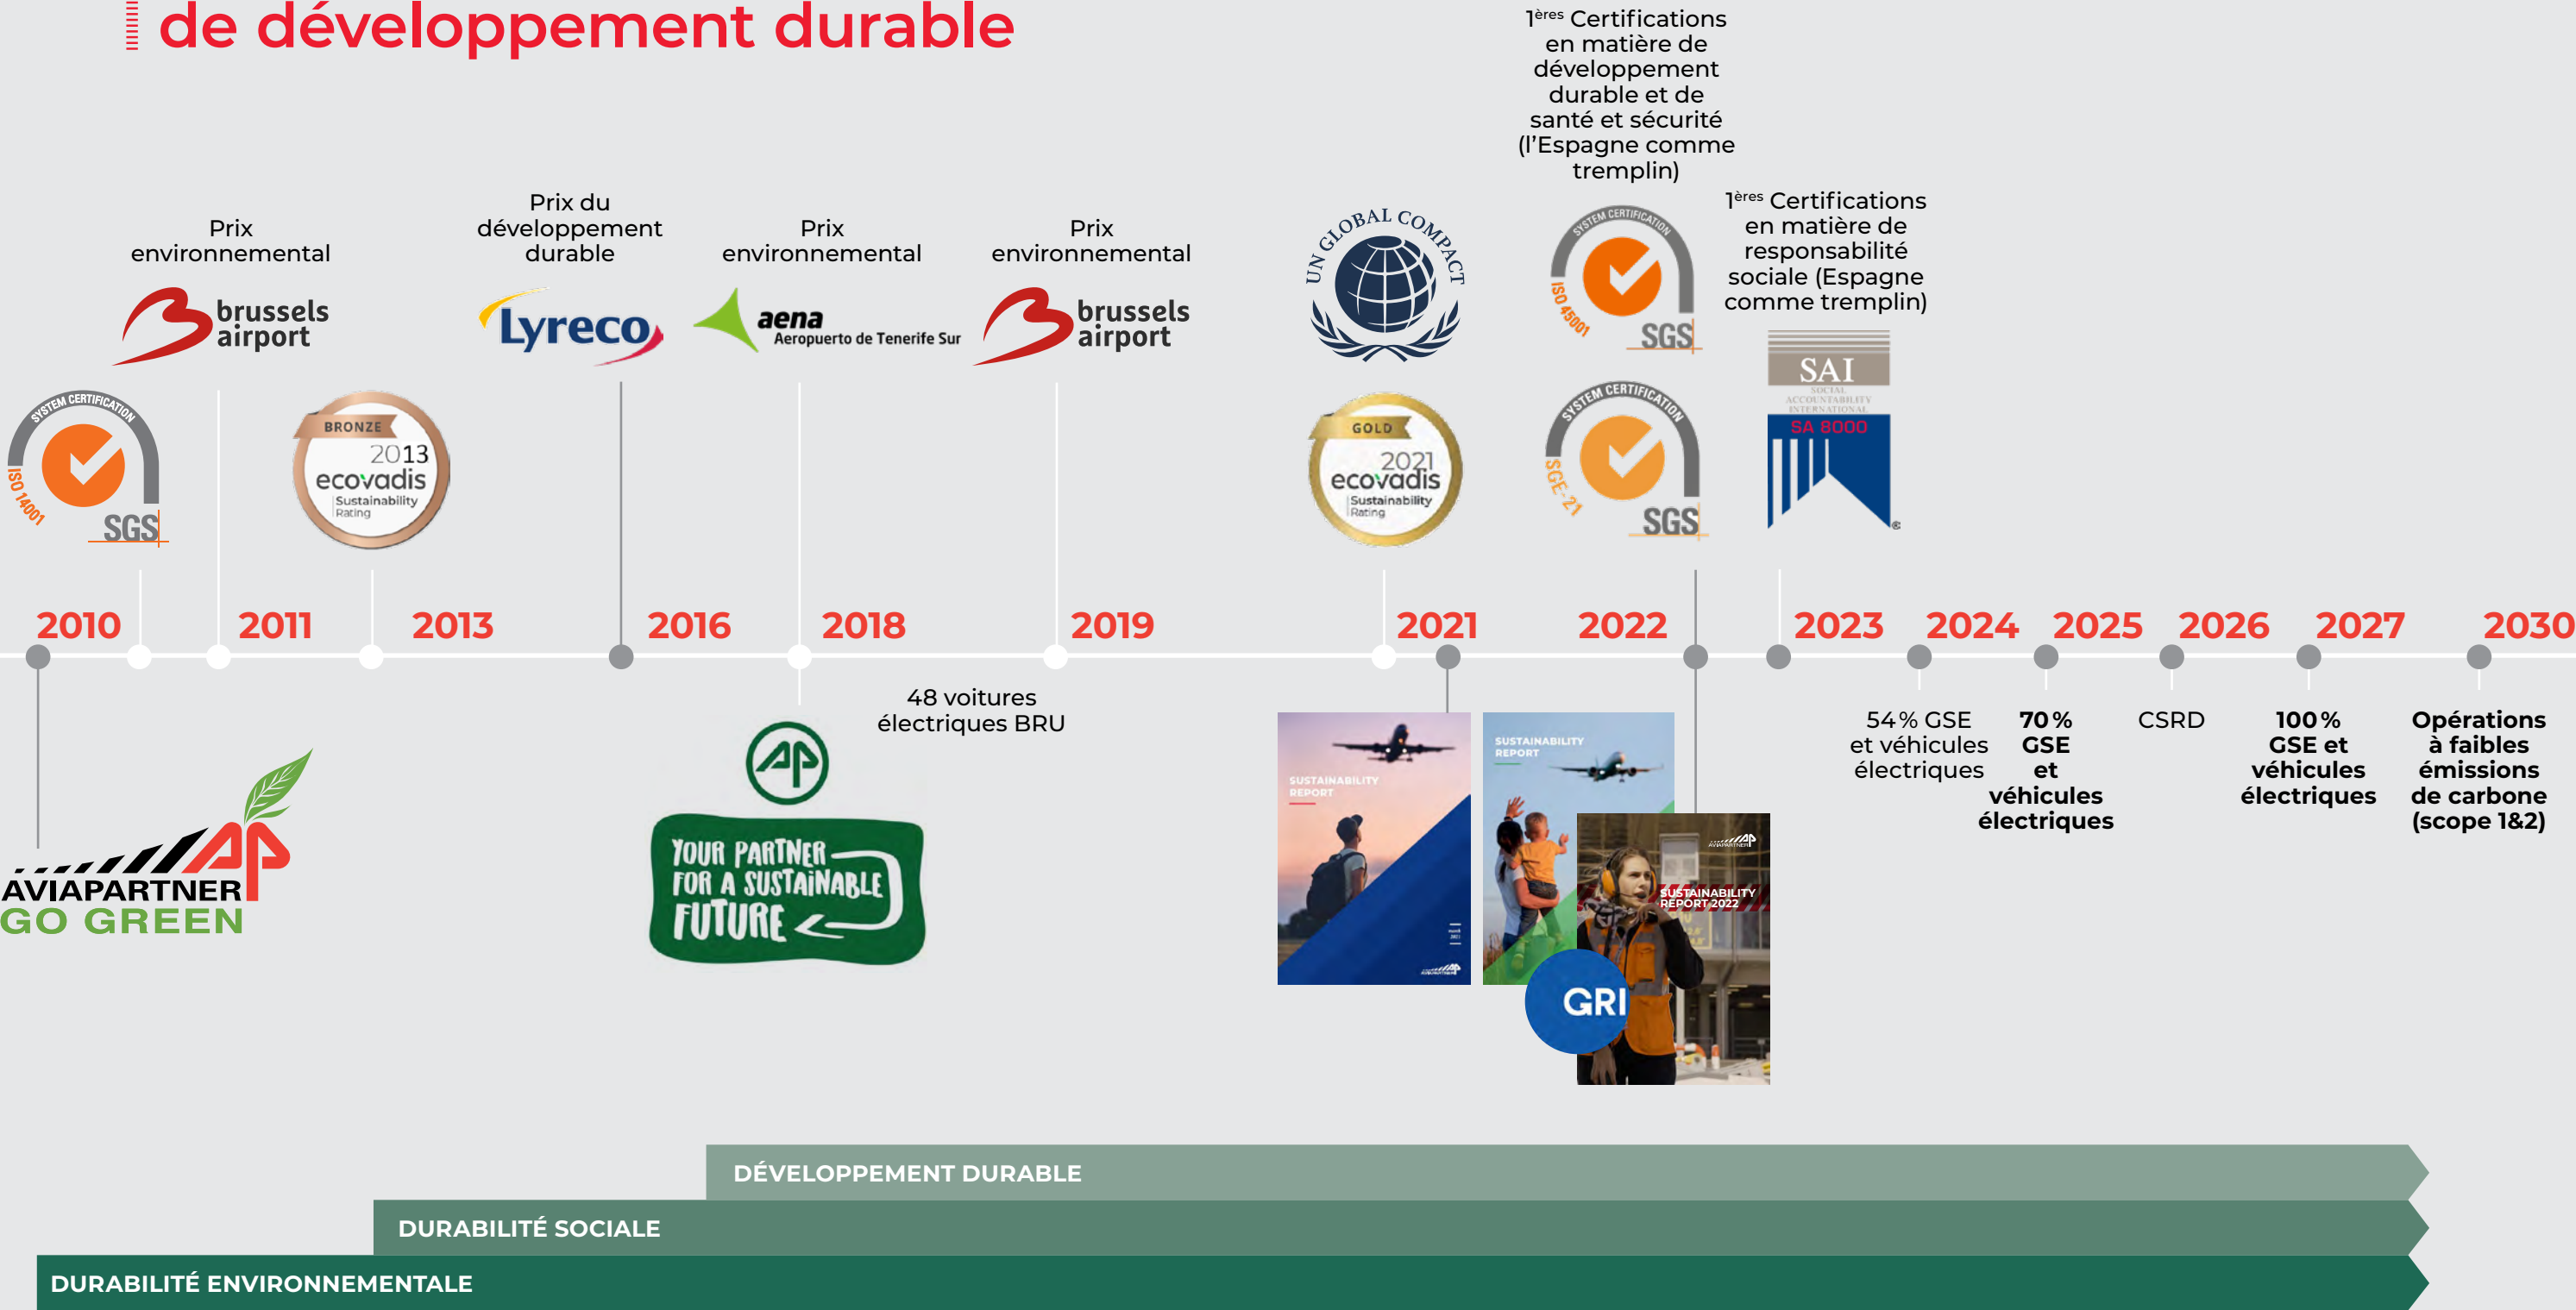 de développement durable
1ères Certifications
en matière de
développement
durable et de
santé et sécurité
(l'Espagne comme
tremplin)
Prix
environnemental
brussels
airport
Prix du
développement
durable
Lyreco
Prix
environnemental
aena
Aeropuerto de Tenerife Sur
Prix
environnemental
brussels
airport
UN GLOBAL COMPACT
SYSTEM CERTIFICATION
ISO 45001
SGS
1ères Certifications
en matière de
responsabilité
sociale (Espagne
comme tremplin)
SAI
SOCIAL
ACCOUNTABILITY
INTERNATIONAL
SA 8000
SYSTEM CERTIFICATION
ISO 14001
SGS
BRONZE
2013
ecovadis
Sustainability
Rating
GOLD
2021
ecovadis
Sustainability
Rating
SYSTEM CERTIFICATION
SGE-21
SGS
2010
2011
2013
2016
2018
2019
2021
2022
2023
2024
2025
2026
2027
2030
AVIAPARTNER
GO GREEN
AP
YOUR PARTNER
FOR A SUSTAINABLE
FUTURE
48 voitures
électriques BRU
SUSTAINABILITY
REPORT
SUSTAINABILITY
REPORT
AVIAPARTNER
SUSTAINABILITY
REPORT 2022
GRI
54 % GSE
et véhicules
électriques
70 %
GSE
et
véhicules
électriques
CSRD
100 %
GSE et
véhicules
électriques
Opérations
à faibles
émissions
de carbone
(scope 1&2)
DÉVELOPPEMENT DURABLE
DURABILITÉ SOCIALE
DURABILITÉ ENVIRONNEMENTALE